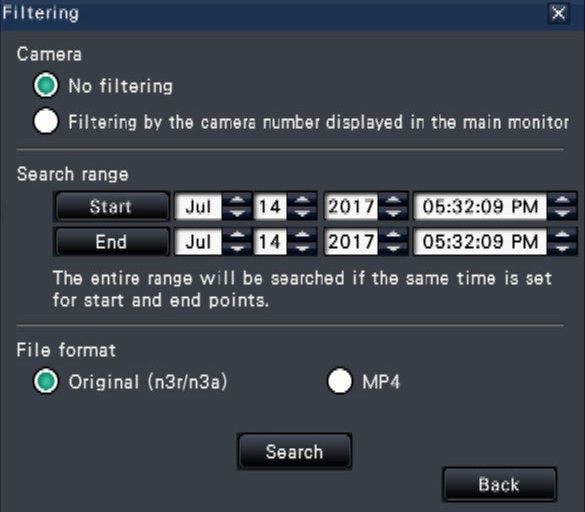 Filtering
Camera
No filtering
Filtering by the camera number displayed in the main monitor
Search range
Start Jul 14 2017 05:32:09 PM
End Jul 14 2017 05:32:09 PM
The entire range will be searched if the same time is set
for start and end points.
File format
Original (n3r/n3a) MP4
Search
Back